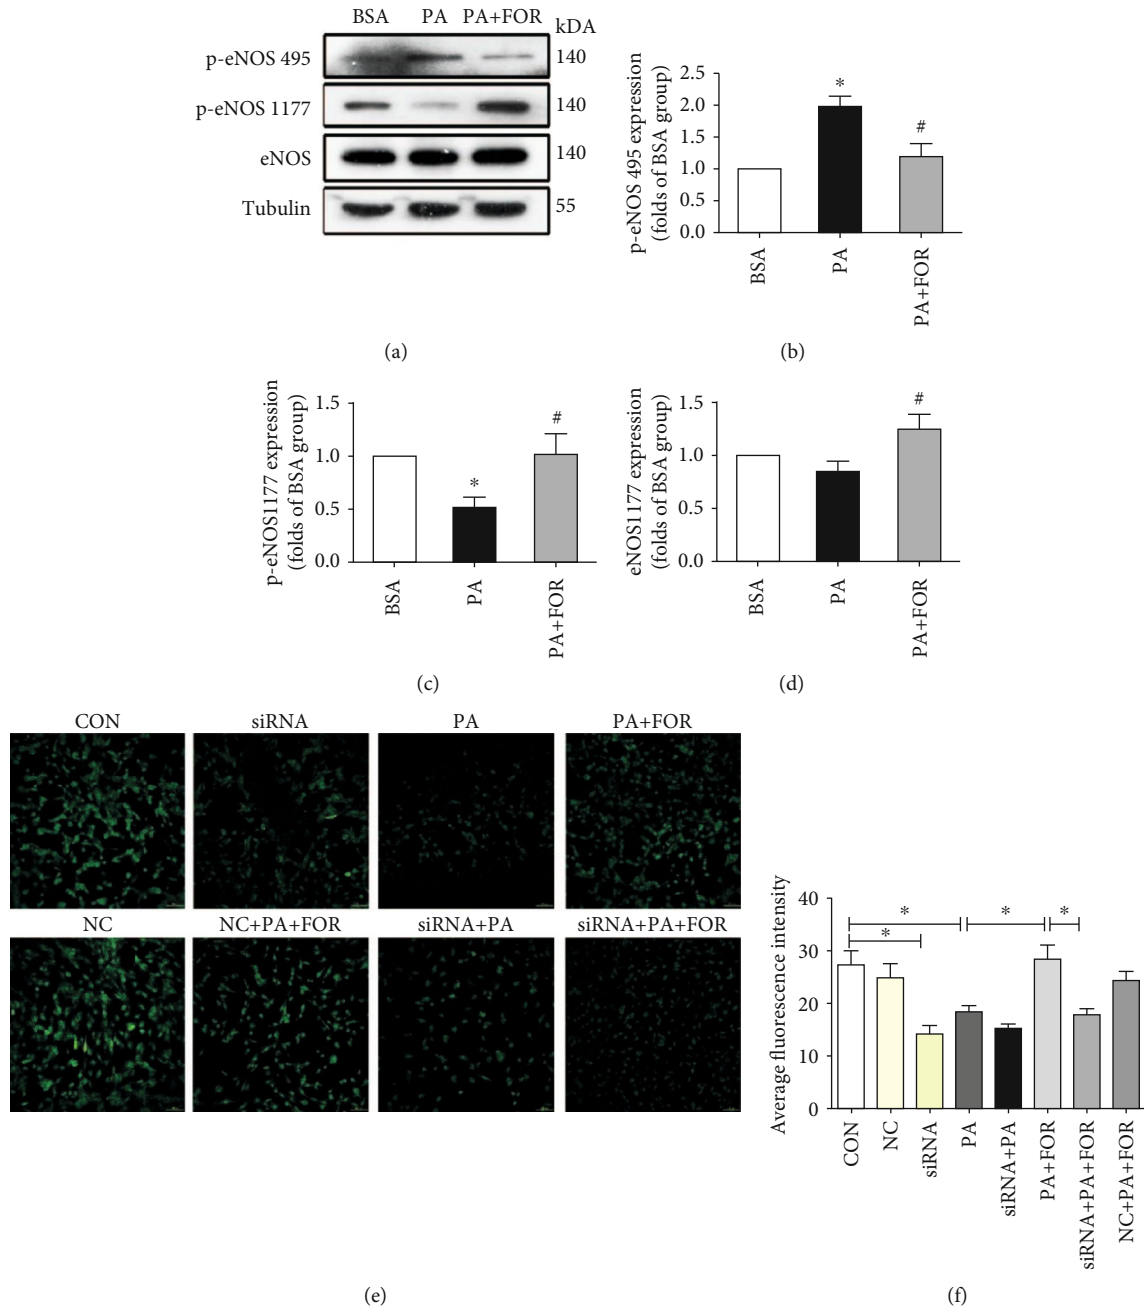 BSA PA PA+FOR kDA
p-eNOS 495 140
p-eNOS 1177 140
eNOS 140
Tubulin 55
(a)
p-eNOS 495 expression
(folds of BSA group)
2.5
2.0
1.5
1.0
0.5
0.0
*
#
BSA
PA
PA+FOR
(b)
p-eNOS1177 expression
(folds of BSA group)
1.5
1.0
0.5
0.0
*
#
BSA
PA
PA+FOR
(c)
eNOS1177 expression
(folds of BSA group)
1.5
1.0
0.5
0.0
#
BSA
PA
PA+FOR
(d)
CON siRNA PA PA+FOR
NC NC+PA+FOR siRNA+PA siRNA+PA+FOR
(e)
Average fluorescence intensity
40
30
20
10
0
* * *
*
CON
NC
siRNA
PA
siRNA+PA
PA+FOR
siRNA+PA+FOR
NC+PA+FOR
(f)